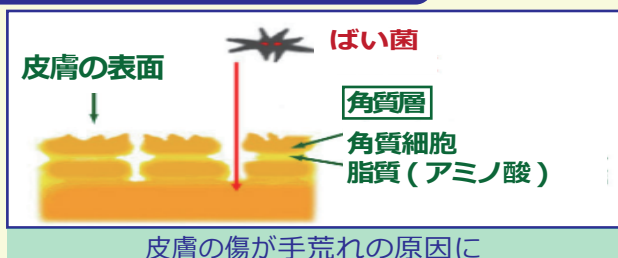 ばい菌
皮膚の表面
角質層
角質細胞
脂質 ( アミノ酸 )
皮膚の傷が手荒れの原因に